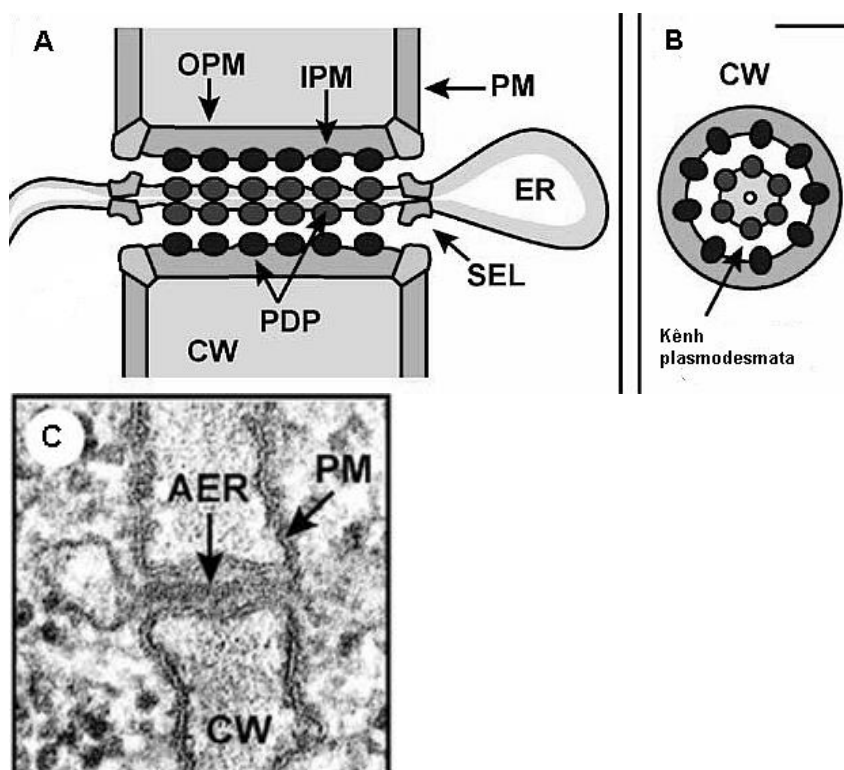 A
OPM
IPM
PM
ER
SEL
PDP
CW
B
CW
Kênh
plasmodesmata
C
AER
PM
CW